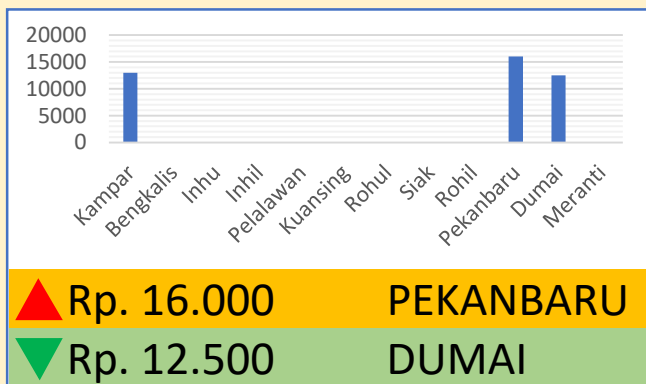 20000
15000
10000
5000
0
Kampar
Bengkalis
Inhu
Inhil
Pelalawan
Kuansing
Rohul
Siak
Rohil
Pekanbaru
Dumai
Meranti
Rp. 16.000 PEKANBARU
Rp. 12.500 DUMAI